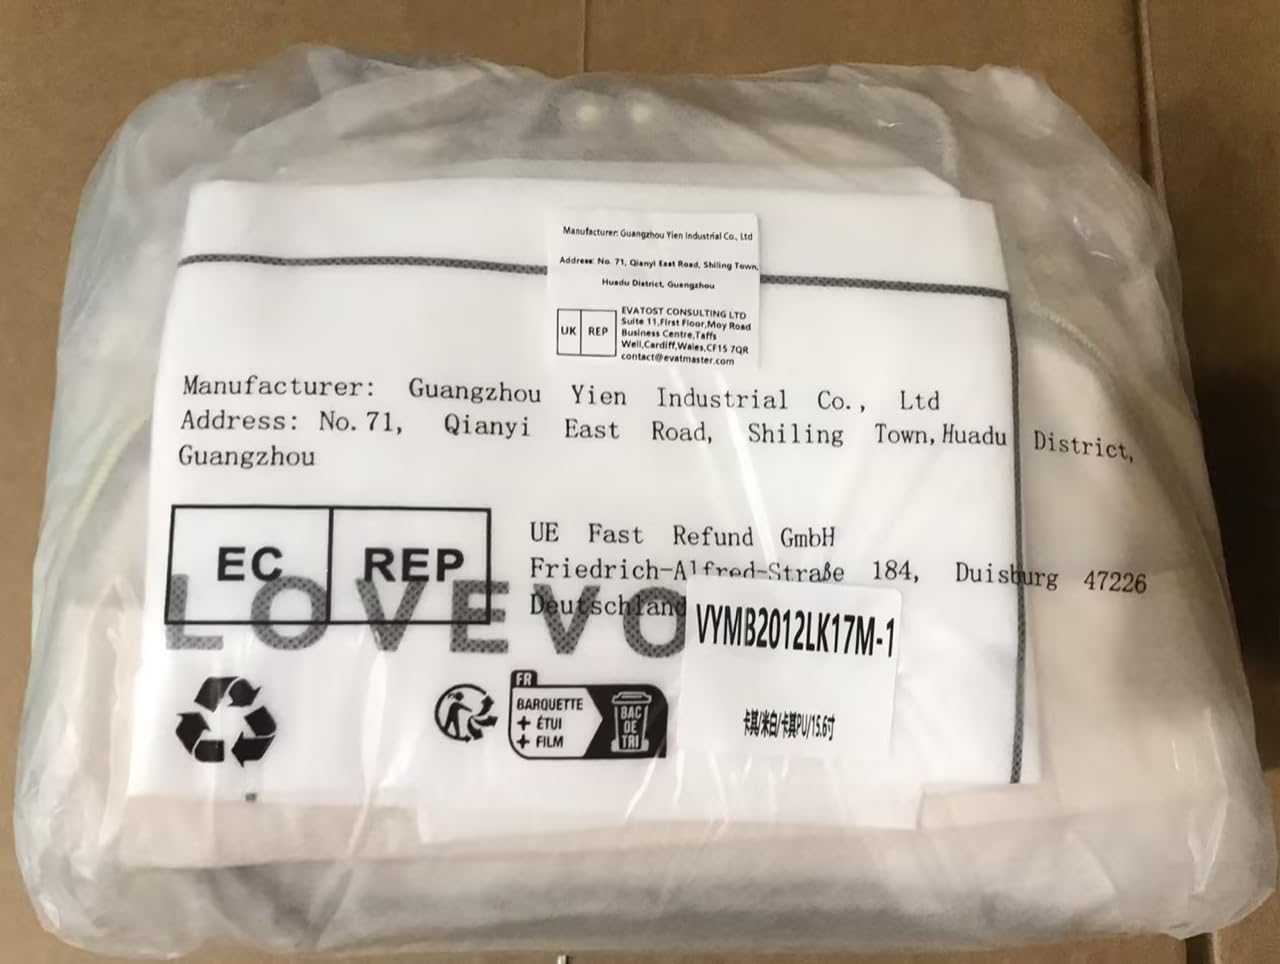 Manufacturer: Guangzhou Yien Industrial Co., Ltd
Address: No. 71, Qianyi East Road, Shiling Town,
Huadu District, Guangzhou
UK REP
EVATOST CONSULTING LTD
Suite 11,First Floor,Moy Road
Business Centre,Taffs
Well,Cardiff,Wales,CF15 7QR
contact@evatmaster.com
Manufacturer: Guangzhou Yien Industrial Co., Ltd
Address: No. 71, Qianyi East Road, Shiling Town,Huadu District,
Guangzhou
EC REP
UE Fast Refund GmbH
Friedrich-Alfred-Straße 184, Duisburg 47226
Deutschland
LOVEVO
VYMB2012LK17M-1
卡其/米白/卡其PU/15.6寸
FR
BARQUETTE
+ ÉTUI
+ FILM
BAC
DE
TRI